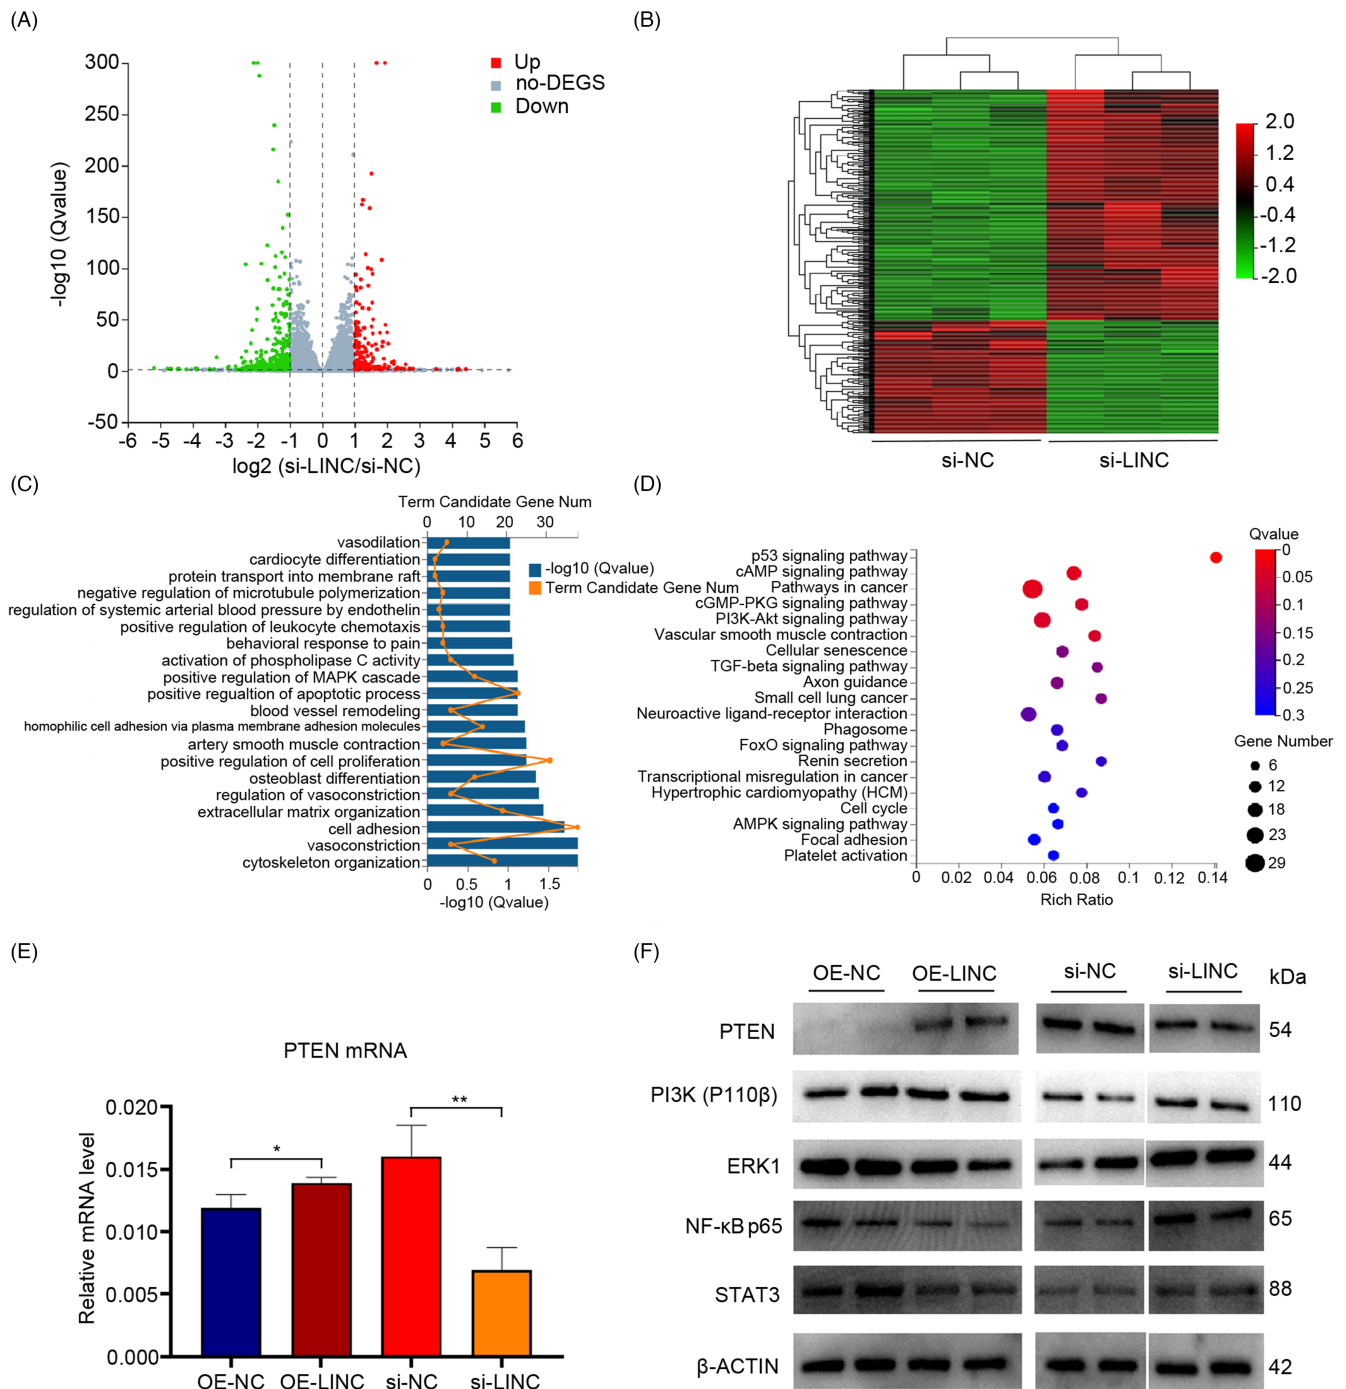 (A)
300
250
200
150
100
50
0
-50
-log10 (Qvalue)
Up
no-DEGS
Down
-6 -5 -4 -3 -2 -1 0 1 2 3 4 5 6
log2 (si-LINC/si-NC)
(B)
2.0
1.2
0.4
-0.4
-1.2
-2.0
si-NC si-LINC
(C)
Term Candidate Gene Num
0 10 20 30
vasodilation
cardiocyte differentiation
protein transport into membrane raft
negative regulation of microtubule polymerization
regulation of systemic arterial blood pressure by endothelin
positive regulation of leukocyte chemotaxis
behavioral response to pain
activation of phospholipase C activity
positive regulation of MAPK cascade
positive regualtion of apoptotic process
blood vessel remodeling
homophilic cell adhesion via plasma membrane adhesion molecules
artery smooth muscle contraction
positive regulation of cell proliferation
osteoblast differentiation
regulation of vasoconstriction
extracellular matrix organization
cell adhesion
vasoconstriction
cytoskeleton organization
-log10 (Qvalue)
Term Candidate Gene Num
0 0.5 1 1.5
-log10 (Qvalue)
(D)
p53 signaling pathway
cAMP signaling pathway
Pathways in cancer
cGMP-PKG signaling pathway
PI3K-Akt signaling pathway
Vascular smooth muscle contraction
Cellular senescence
TGF-beta signaling pathway
Axon guidance
Small cell lung cancer
Neuroactive ligand-receptor interaction
Phagosome
FoxO signaling pathway
Renin secretion
Transcriptional misregulation in cancer
Hypertrophic cardiomyopathy (HCM)
Cell cycle
AMPK signaling pathway
Focal adhesion
Platelet activation
0 0.02 0.04 0.06 0.08 0.1 0.12 0.14
Rich Ratio
Qvalue
0
0.05
0.1
0.15
0.2
0.25
0.3
Gene Number
6
12
18
23
29
(E)
PTEN mRNA
Relative mRNA level
0.020
0.015
0.010
0.005
0.000
*
**
OE-NC OE-LINC si-NC si-LINC
(F)
OE-NC OE-LINC si-NC si-LINC kDa
PTEN 54
PI3K (P110β) 110
ERK1 44
NF-κB p65 65
STAT3 88
β-ACTIN 42